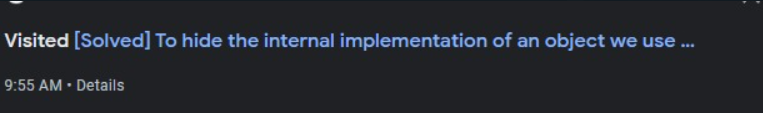 Visited [Solved] To hide the internal implementation of an object we use ...
9:55 AM • Details